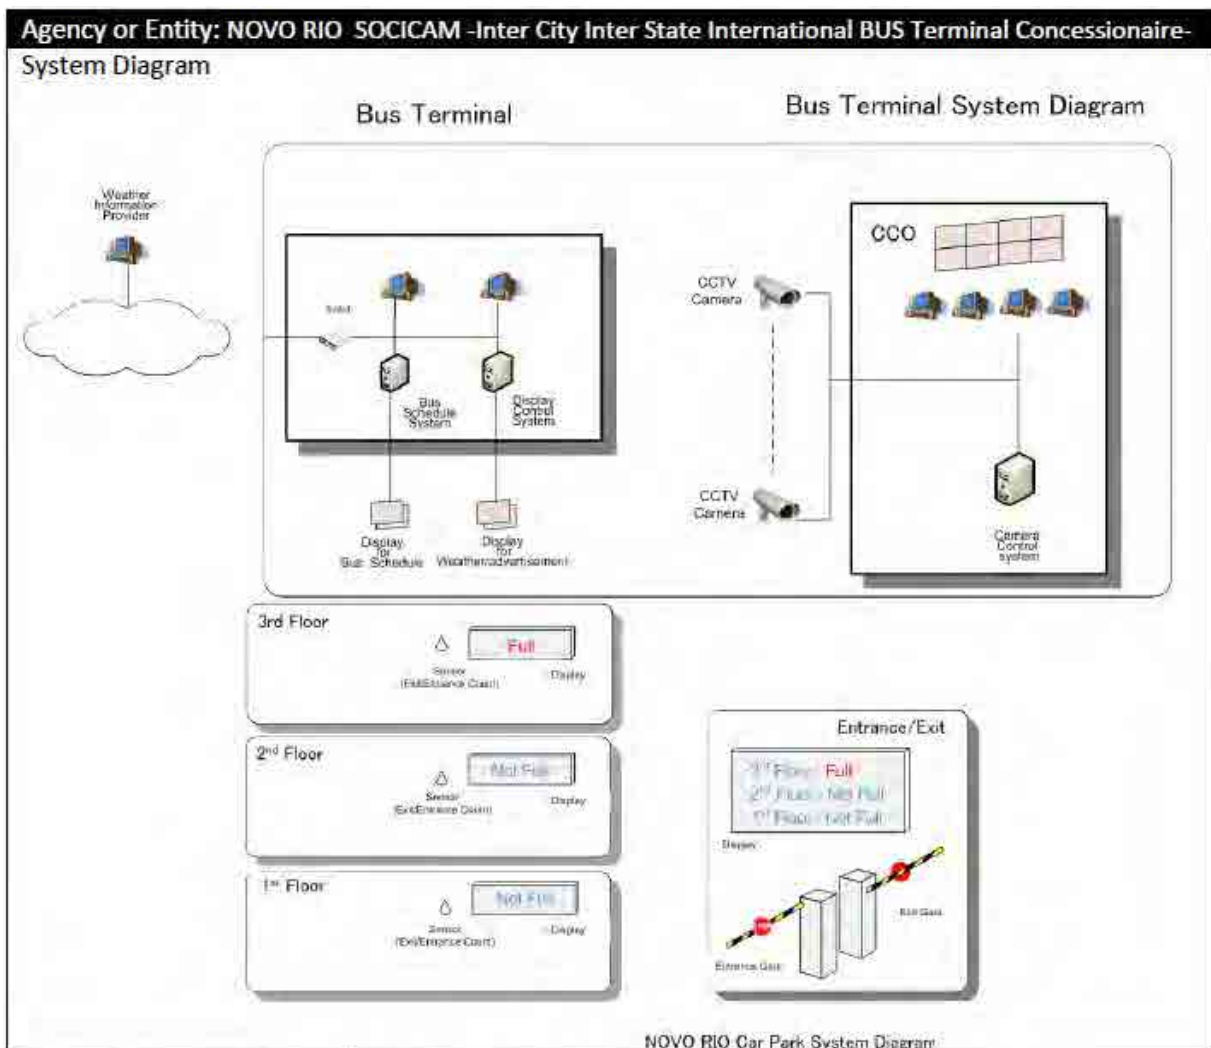 Agency or Entity: NOVO RIO SOCICAM -Inter City Inter State International BUS Terminal Concessionaire-
System Diagram
Bus Terminal
Bus Terminal System Diagram
Weather
Information
Provider
CCO
CCTV
Camera
Switch
Bus
Schedule
System
Display
Control
System
CCTV
Camera
Display
for
Bus Schedule
Display
for
Weather/advertisement
Camera
Control
system
3rd Floor
Full
Sensor
(Exit/Entrance Count)
Display
2nd Floor
Not Full
Sensor
(Exit/Entrance Count)
Display
1st Floor
Not Full
Sensor
(Exit/Entrance Count)
Display
Entrance/Exit
Floor : Full
2nd Floor : Not Full
1st Floor : Not Full
Display
Exit Gate
Entrance Gate
NOVO RIO Car Park System Diagram